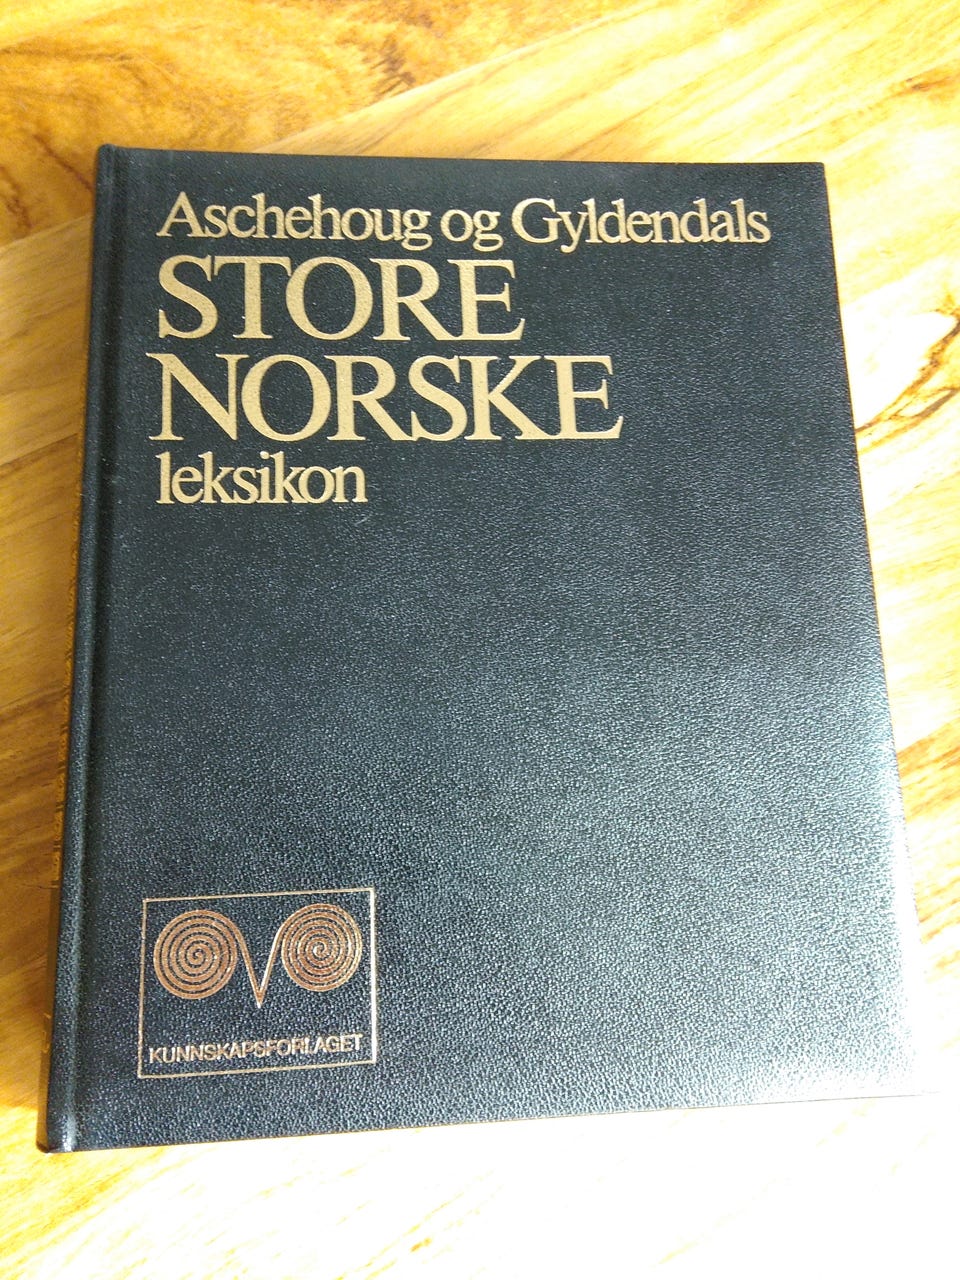 Aschehoug og Gyldendals
STORE
NORSKE
leksikon
KUNNSKAPSFORLAGET